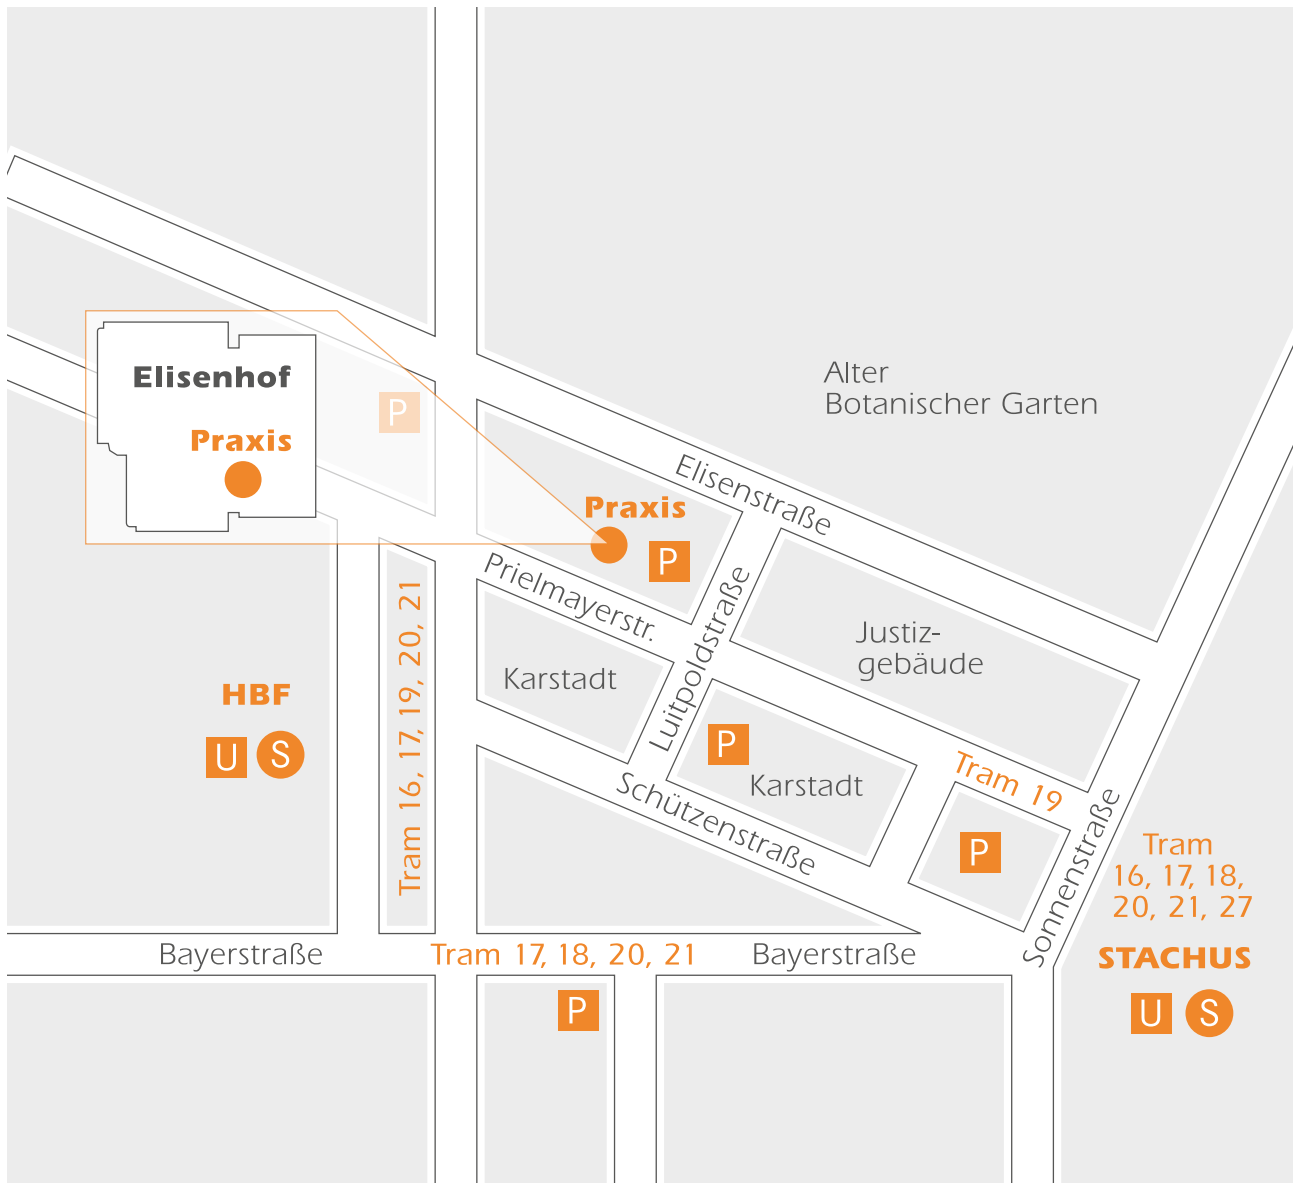 Alter
Botanischer Garten
Elisenhof
P
Praxis
Elisenstraße
Praxis
P
Prielmayerstr.
Luitpoldstraße
Justiz-
gebäude
Karstadt
HBF
U S
Tram 16, 17, 19, 20, 21
P
Karstadt
Schützenstraße
Tram 19
P
Sonnenstraße
Tram
16, 17, 18,
20, 21, 27
STACHUS
U S
Bayerstraße
Tram 17, 18, 20, 21
Bayerstraße
P